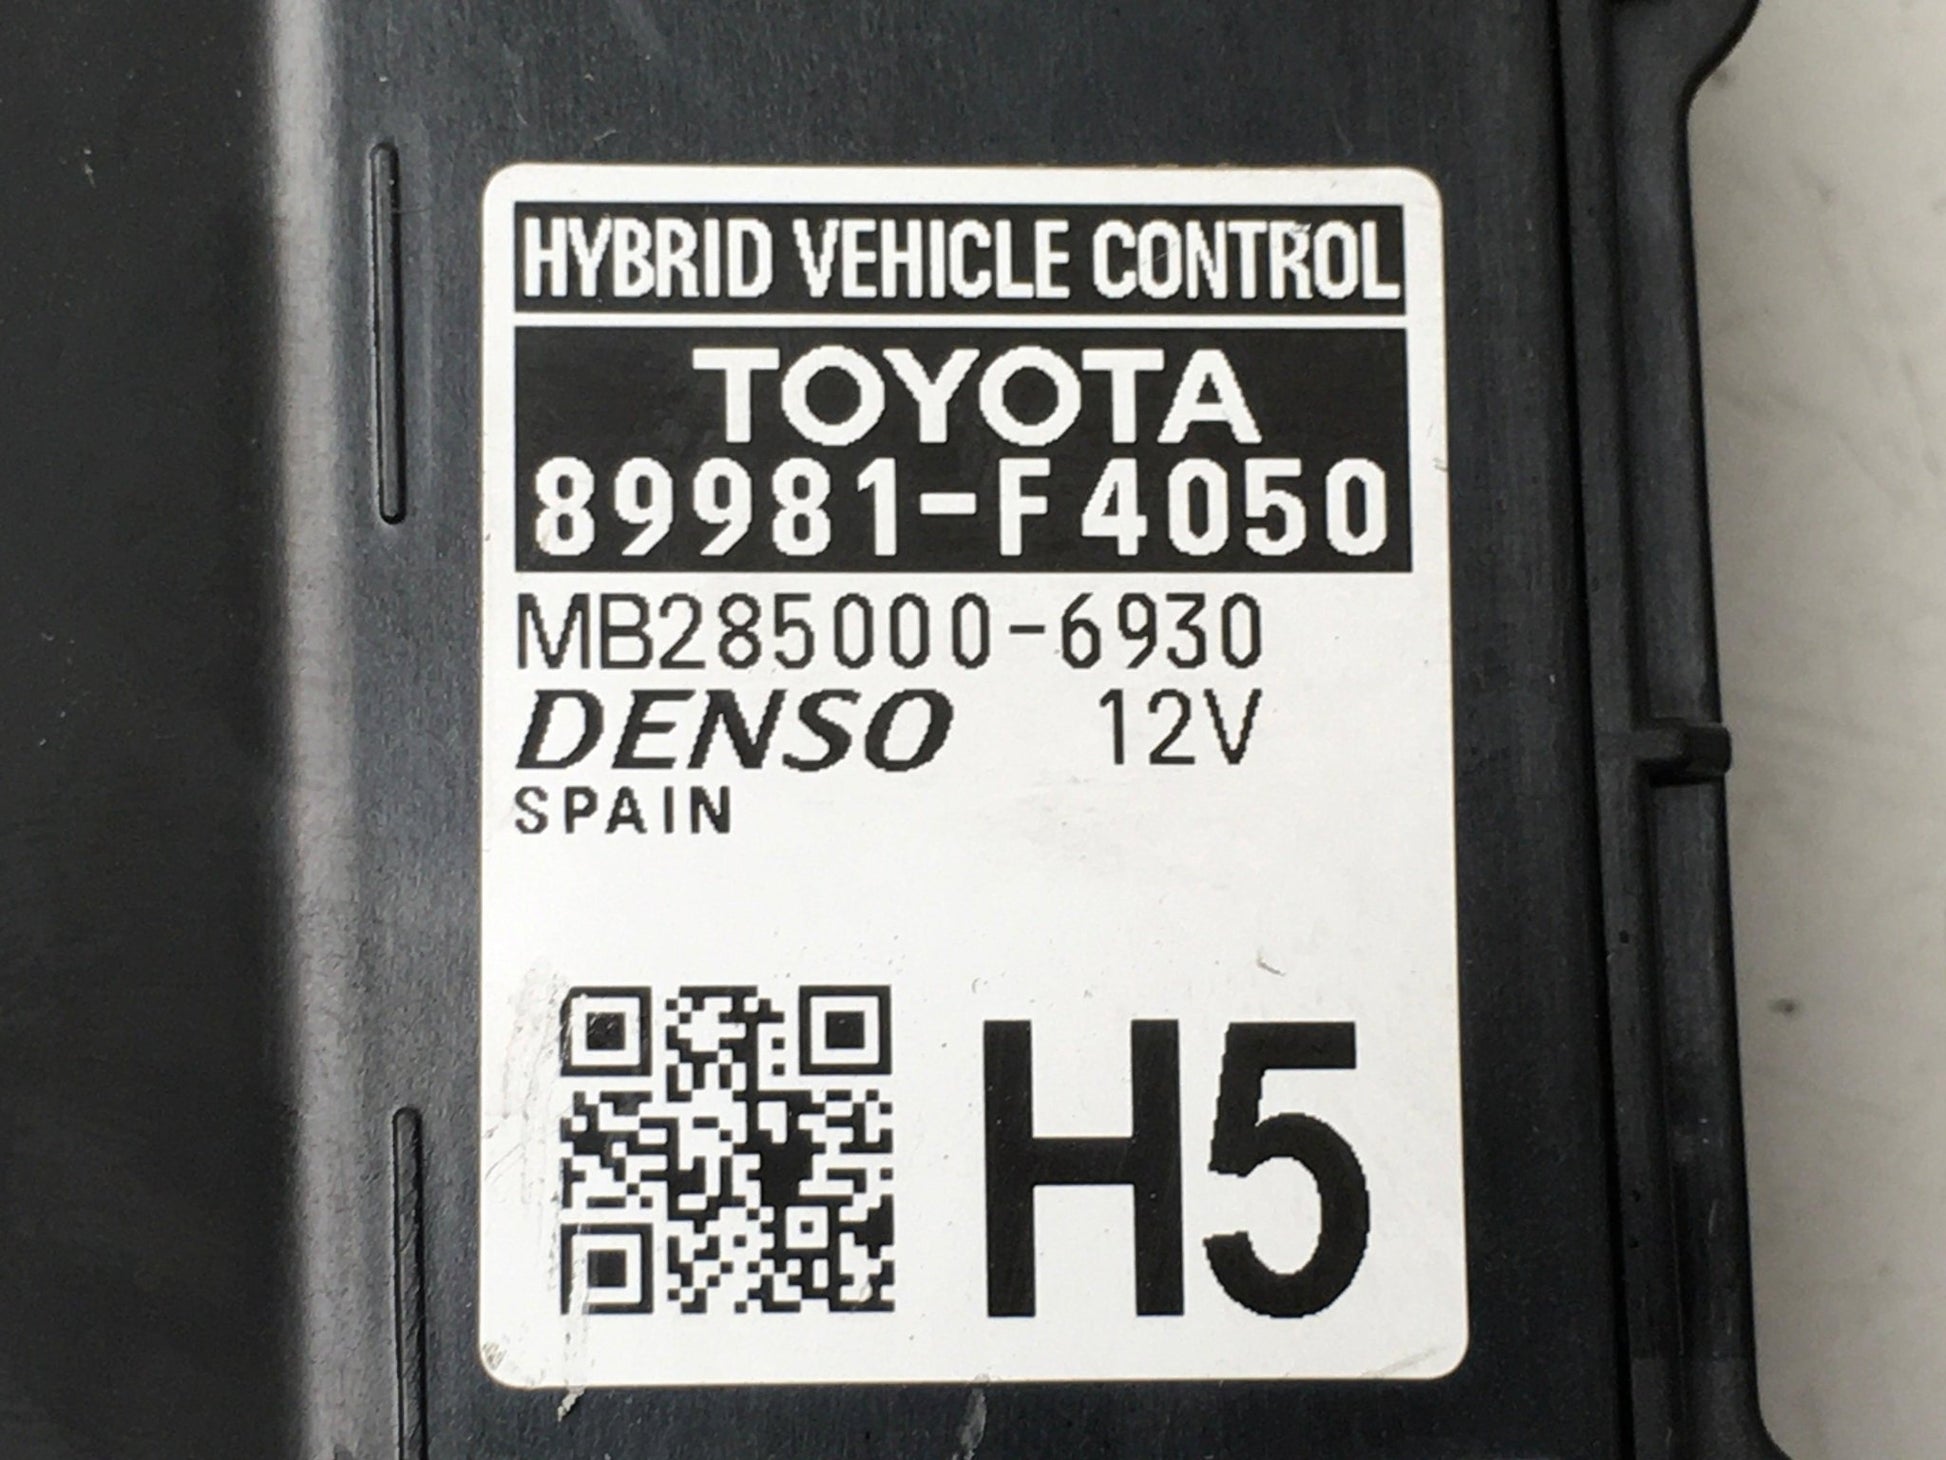 HYBRID VEHICLE CONTROL
TOYOTA
89981-F4050
MB285000-6930
DENSO 12V
SPAIN
H5